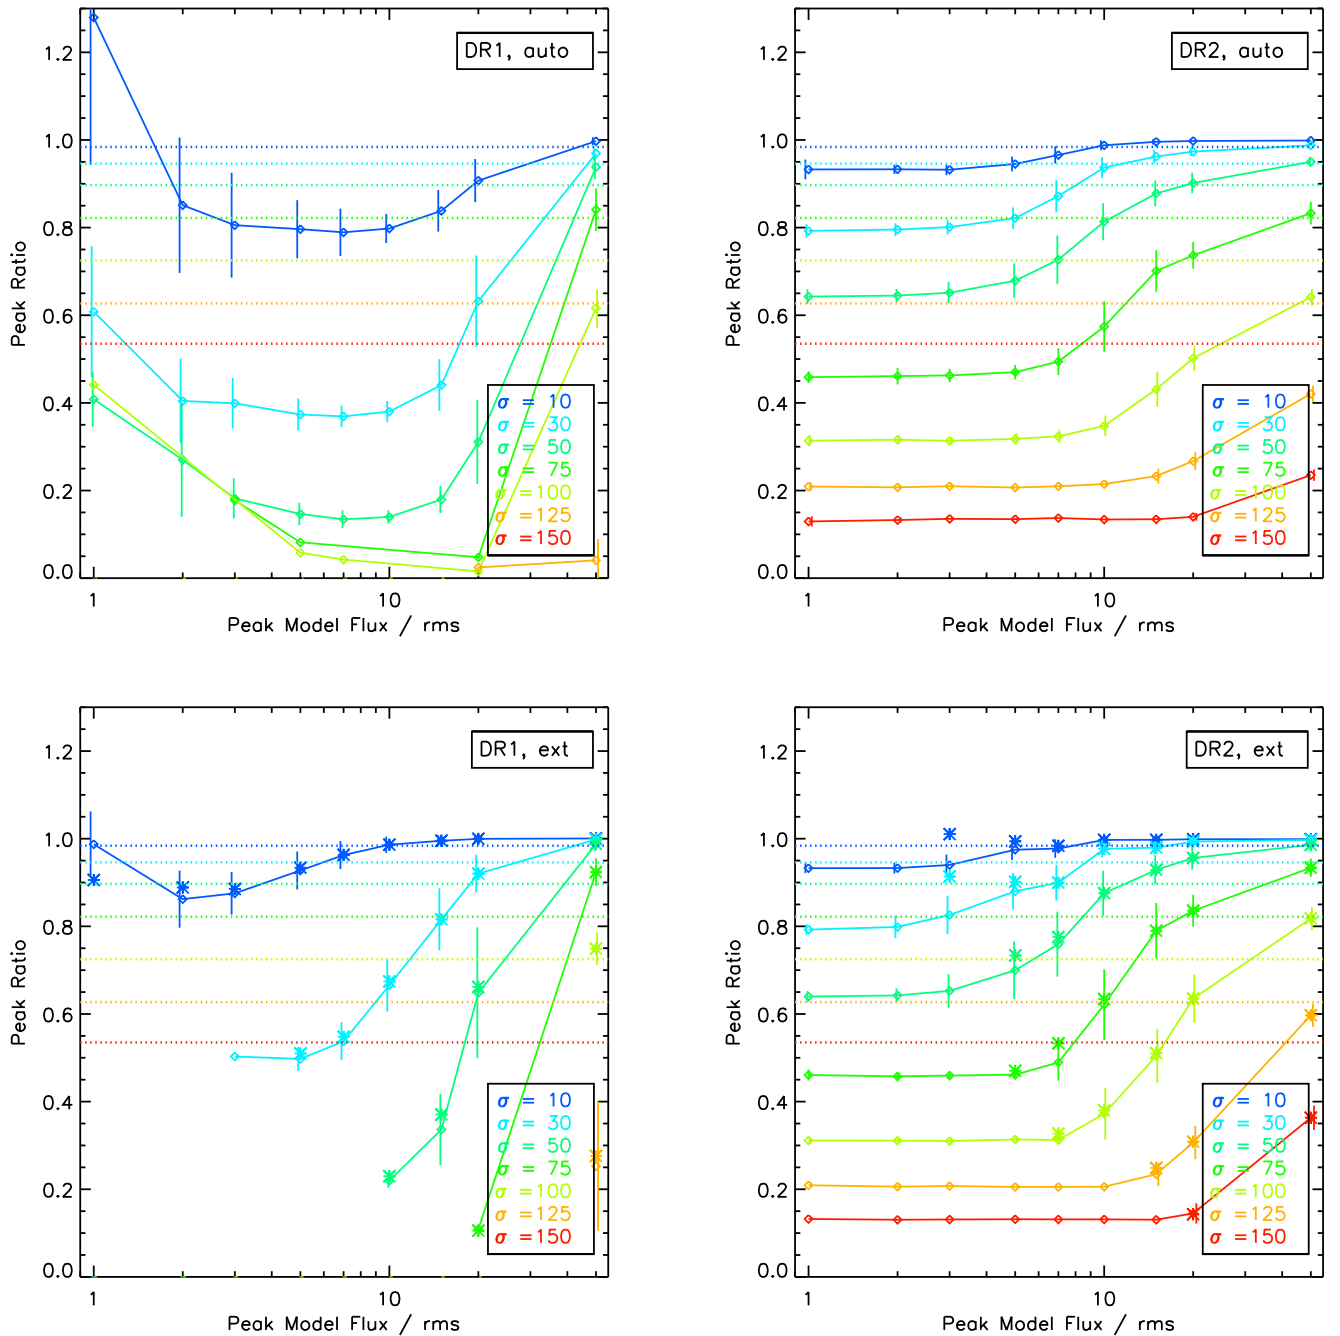 DR1, auto
1.2
1.0
0.8
0.6
0.4
0.2
0.0
Peak Ratio
σ = 10
σ = 30
σ = 50
σ = 75
σ =100
σ =125
σ =150
1 10
Peak Model Flux / rms
DR2, auto
1.2
1.0
0.8
0.6
0.4
0.2
0.0
Peak Ratio
σ = 10
σ = 30
σ = 50
σ = 75
σ =100
σ =125
σ =150
1 10
Peak Model Flux / rms
DR1, ext
1.2
1.0
0.8
0.6
0.4
0.2
0.0
Peak Ratio
σ = 10
σ = 30
σ = 50
σ = 75
σ =100
σ =125
σ =150
1 10
Peak Model Flux / rms
DR2, ext
1.2
1.0
0.8
0.6
0.4
0.2
0.0
Peak Ratio
σ = 10
σ = 30
σ = 50
σ = 75
σ =100
σ =125
σ =150
1 10
Peak Model Flux / rms